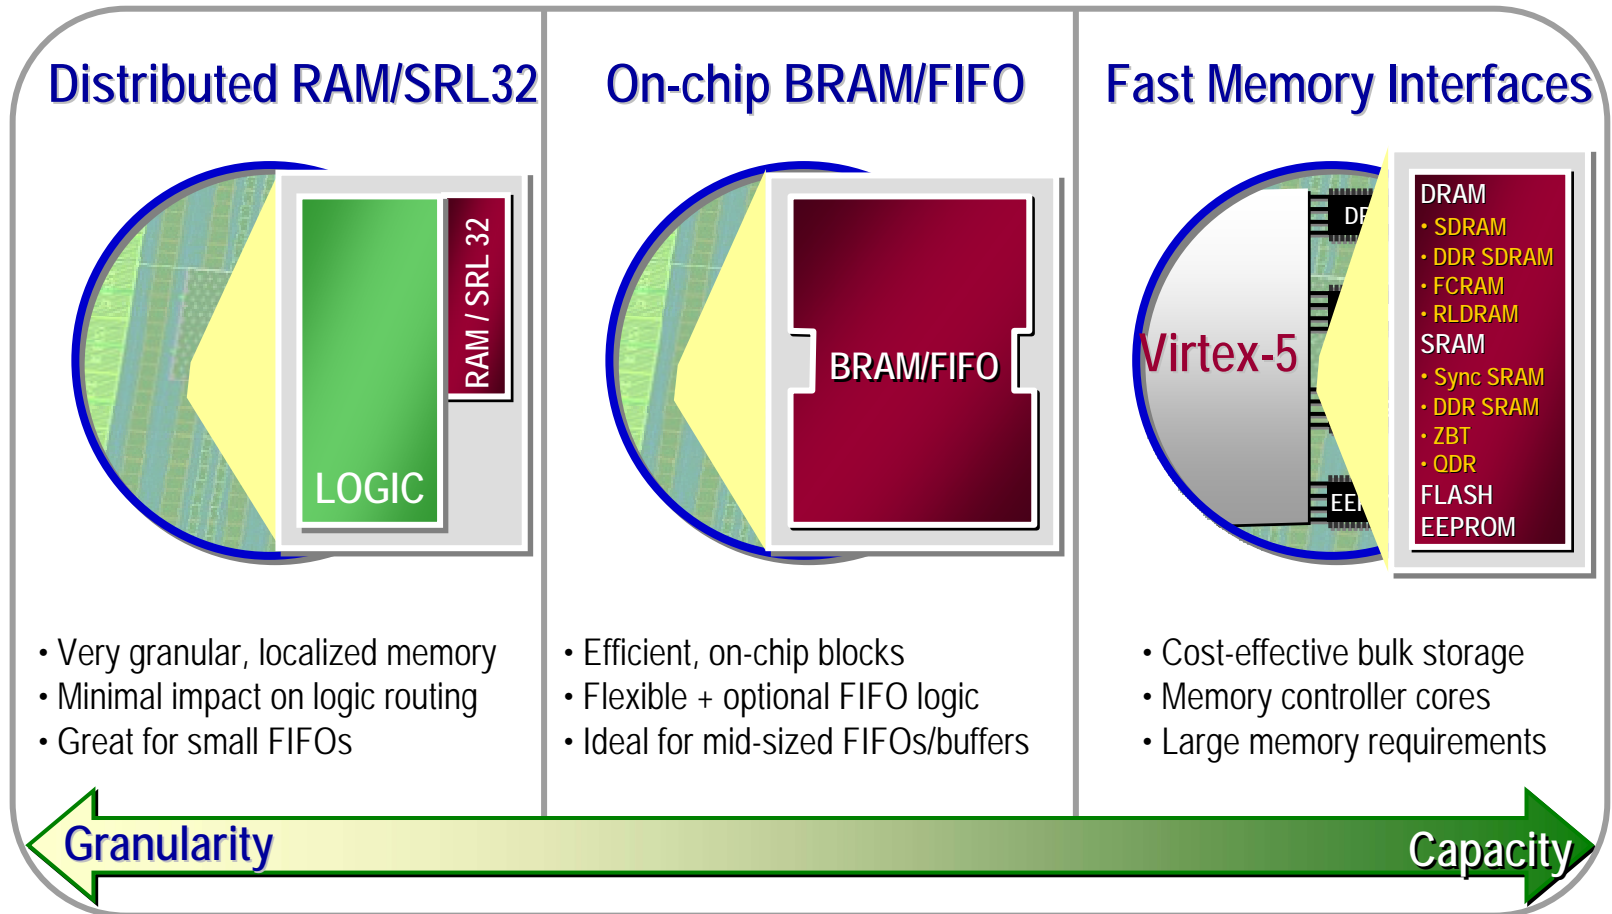 Distributed RAM/SRL32
LOGIC
RAM / SRL 32
• Very granular, localized memory
• Minimal impact on logic routing
• Great for small FIFOs
On-chip BRAM/FIFO
BRAM/FIFO
• Efficient, on-chip blocks
• Flexible + optional FIFO logic
• Ideal for mid-sized FIFOs/buffers
Fast Memory Interfaces
Virtex-5
DRAM
• SDRAM
• DDR SDRAM
• FCRAM
• RLDRAM
SRAM
• Sync SRAM
• DDR SRAM
• ZBT
• QDR
FLASH
EEPROM
• Cost-effective bulk storage
• Memory controller cores
• Large memory requirements
Granularity
Capacity